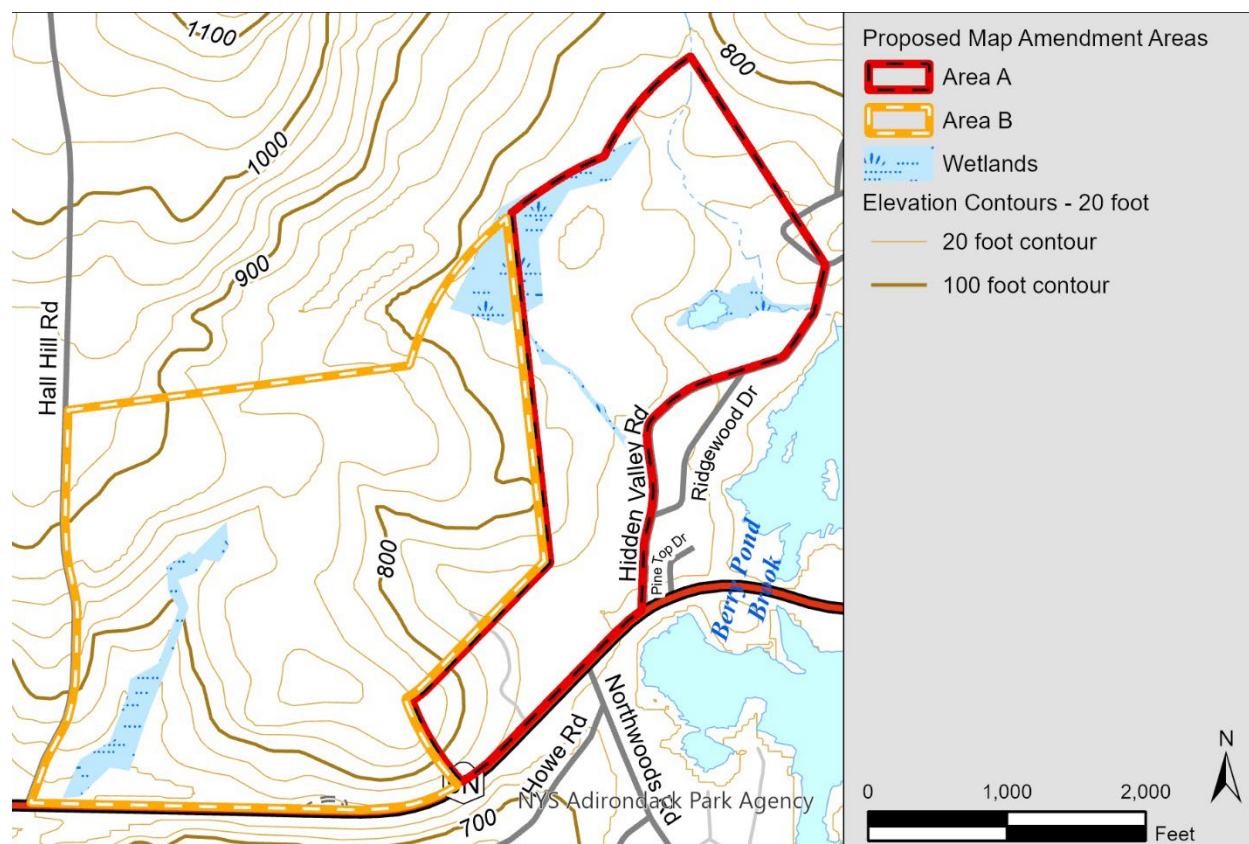 1100
800
1000
900
Hall Hill Rd
Hidden Valley Rd
Ridgewood Dr
Pine Top Dr
800
Berry Pond
Brook
Howe Rd
Northwoods Rd
NYS Adirondack Park Agency
700
Proposed Map Amendment Areas
Area A
Area B
Wetlands
Elevation Contours - 20 foot
20 foot contour
100 foot contour
N
0
1,000
2,000
Feet